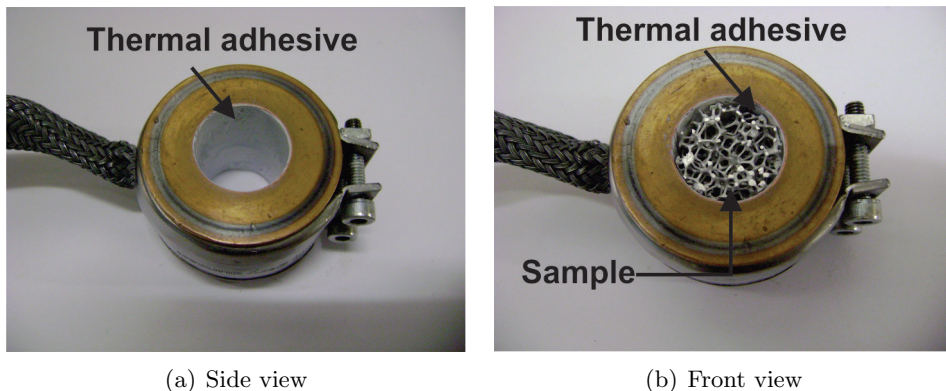 Thermal adhesive
Thermal adhesive
Sample
(a) Side view
(b) Front view